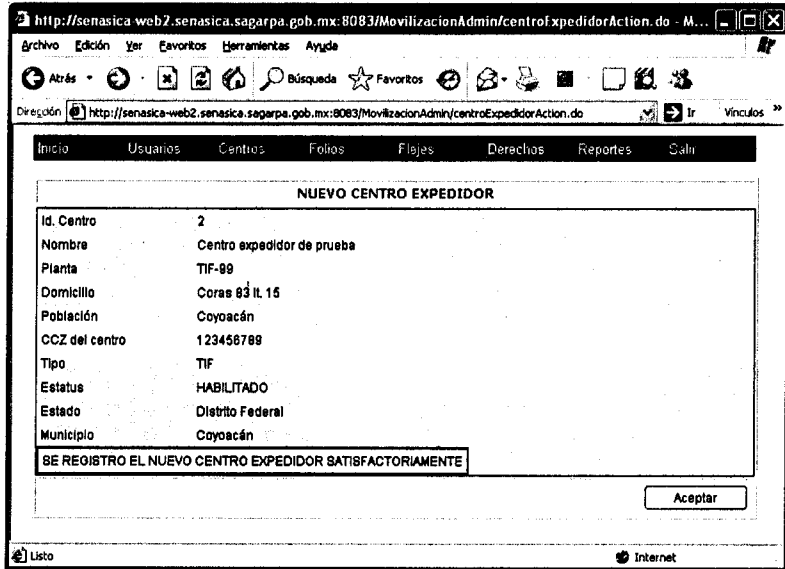 http://senasica-web2.senasica.sagarpa.gob.mx:8083/MovilizacionAdmin/centroExpedidorAction.do - M...
Archivo Edición Ver Favoritos Herramientas Ayuda
Atrás Búsqueda Favoritos
Dirección http://senasica-web2.senasica.sagarpa.gob.mx:8083/MovilizacionAdmin/centroExpedidorAction.do Ir Vínculos »
Inicio Usuarios Centros Folios Flejes Derechos Reportes Salir
NUEVO CENTRO EXPEDIDOR
Id. Centro 2
Nombre Centro expedidor de prueba
Planta TIF-99
Domicilio Coras 83 lt. 15
Población Coyoacán
CCZ del centro 123456789
Tipo TIF
Estatus HABILITADO
Estado Distrito Federal
Municipio Coyoacán
SE REGISTRO EL NUEVO CENTRO EXPEDIDOR SATISFACTORIAMENTE
Aceptar
Listo Internet